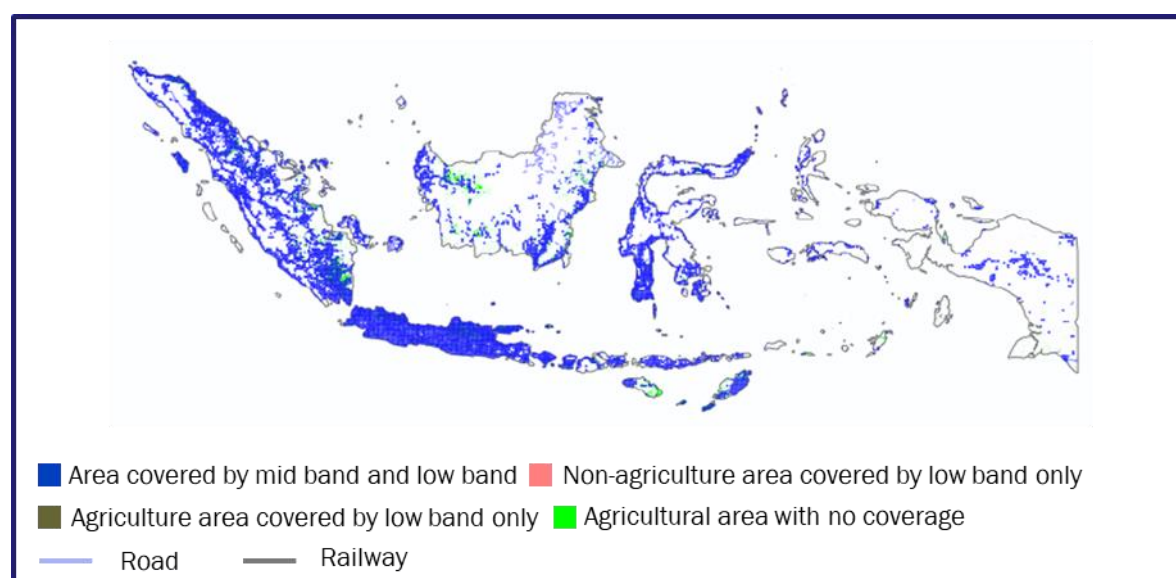 Area covered by mid band and low band Non-agriculture area covered by low band only
Agriculture area covered by low band only Agricultural area with no coverage
Road Railway